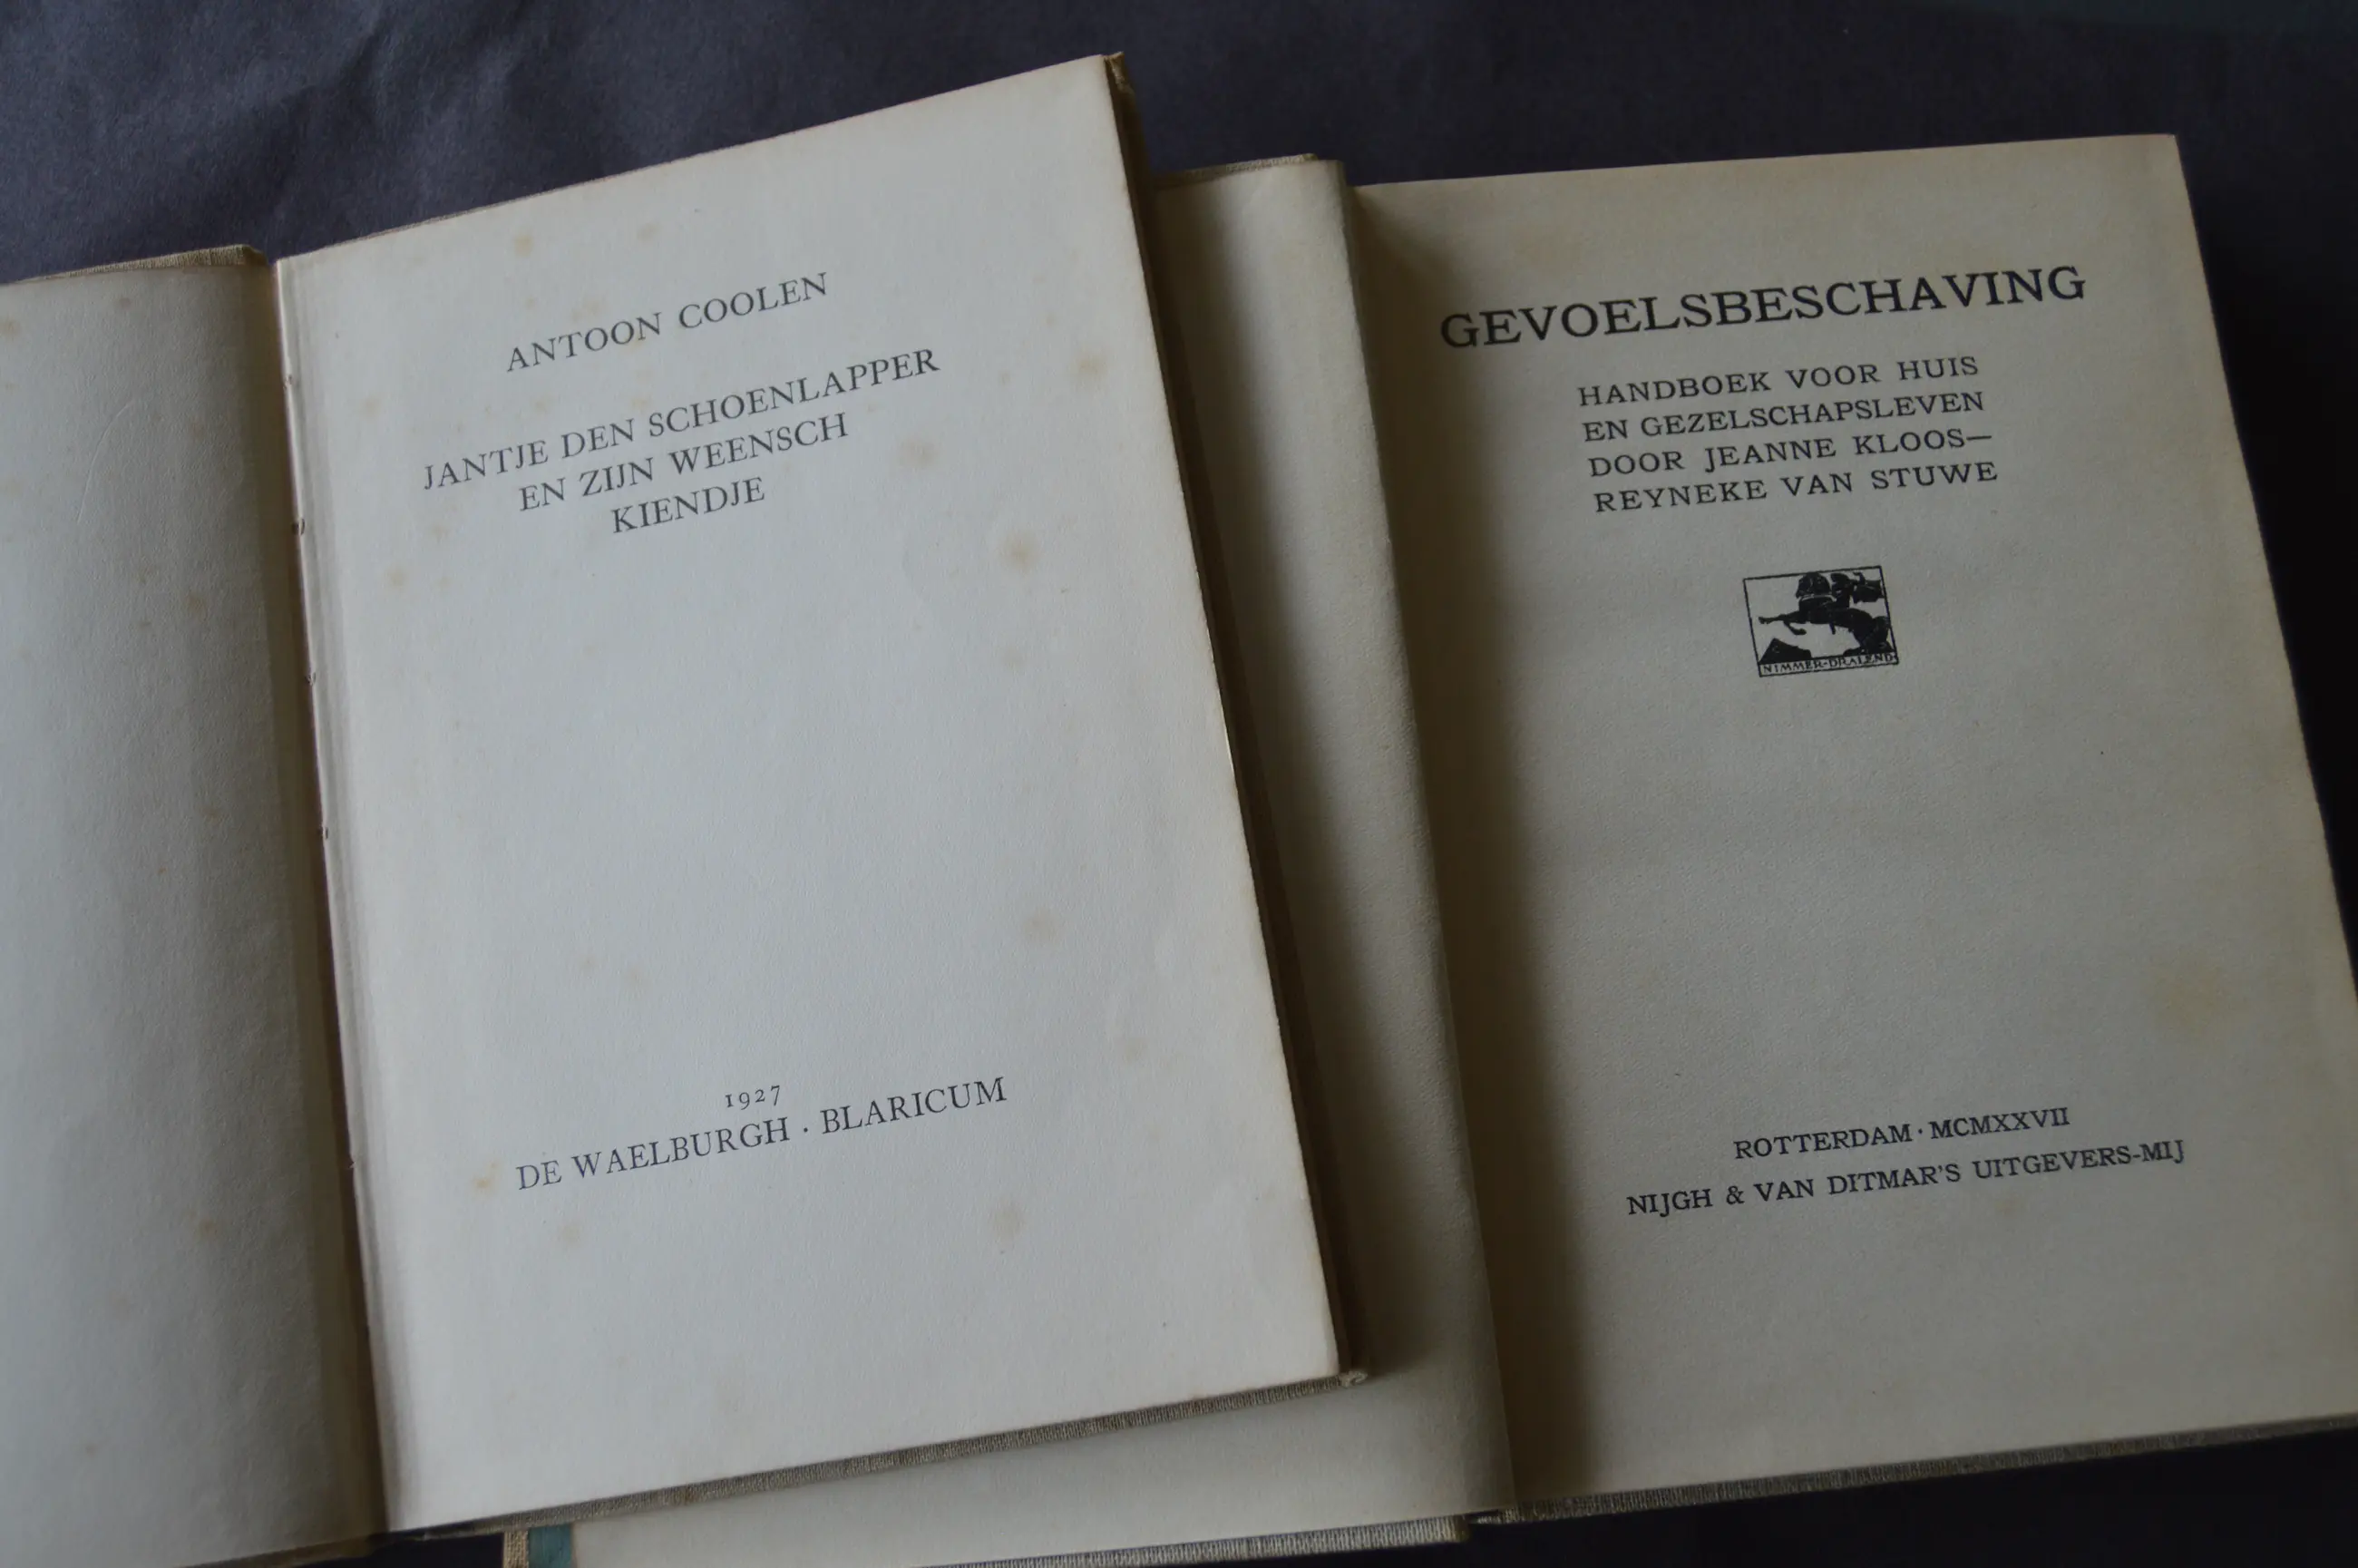 ANTOON COOLEN
JANTJE DEN SCHOENLAPPER
EN ZIJN WEENSCH
KIENDJE
1927
DE WAELBURGH · BLARICUM
GEVOELSBESCHAVING
HANDBOEK VOOR HUIS
EN GEZELSCHAPSLEVEN
DOOR JEANNE KLOOS—
REYNEKE VAN STUWE
NIMMER-DRALEND
ROTTERDAM · MCMXXVII
NIJGH & VAN DITMAR'S UITGEVERS-MIJ